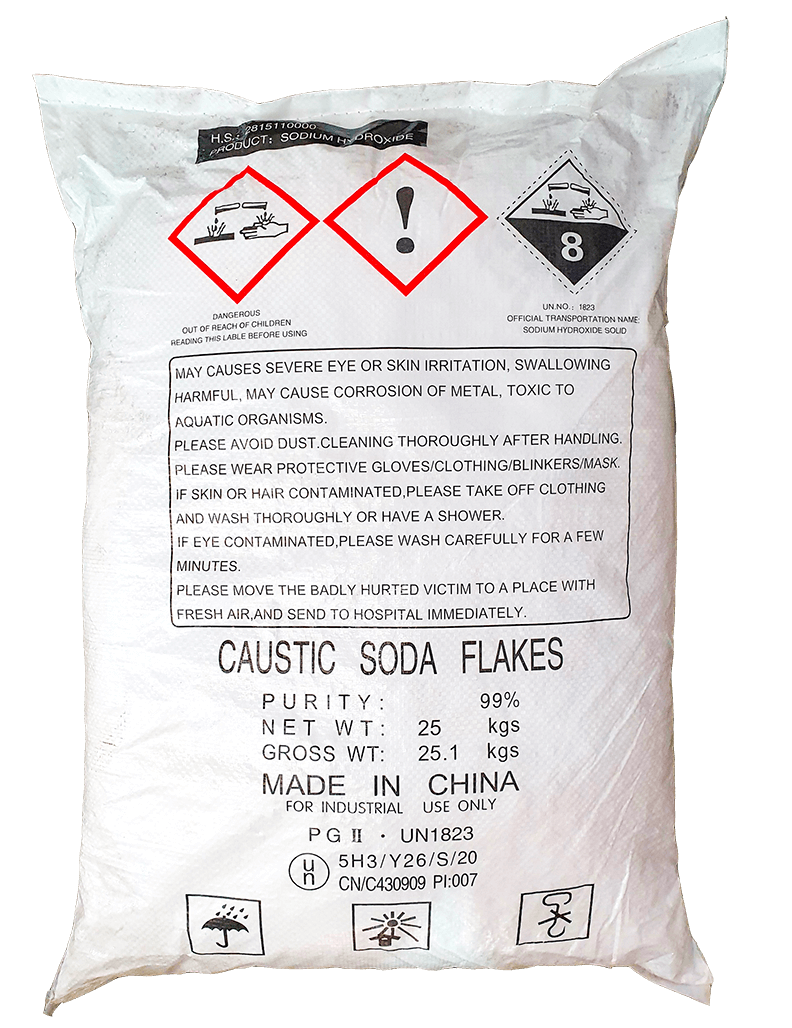 H.S.: 2815110000
PRODUCT: SODIUM HYDROXIDE
8
DANGEROUS
OUT OF REACH OF CHILDREN
READING THIS LABLE BEFORE USING
UN.NO.: 1823
OFFICIAL TRANSPORTATION NAME:
SODIUM HYDROXIDE SOLID
MAY CAUSES SEVERE EYE OR SKIN IRRITATION, SWALLOWING
HARMFUL, MAY CAUSE CORROSION OF METAL, TOXIC TO
AQUATIC ORGANISMS.
PLEASE AVOID DUST.CLEANING THOROUGHLY AFTER HANDLING.
PLEASE WEAR PROTECTIVE GLOVES/CLOTHING/BLINKERS/MASK.
IF SKIN OR HAIR CONTAMINATED,PLEASE TAKE OFF CLOTHING
AND WASH THOROUGHLY OR HAVE A SHOWER.
IF EYE CONTAMINATED,PLEASE WASH CAREFULLY FOR A FEW
MINUTES.
PLEASE MOVE THE BADLY HURTED VICTIM TO A PLACE WITH
FRESH AIR,AND SEND TO HOSPITAL IMMEDIATELY.
CAUSTIC SODA FLAKES
PURITY: 99%
NET WT: 25 kgs
GROSS WT: 25.1 kgs
MADE IN CHINA
FOR INDUSTRIAL USE ONLY
PG II · UN1823
un 5H3/Y26/S/20
CN/C430909 PI:007